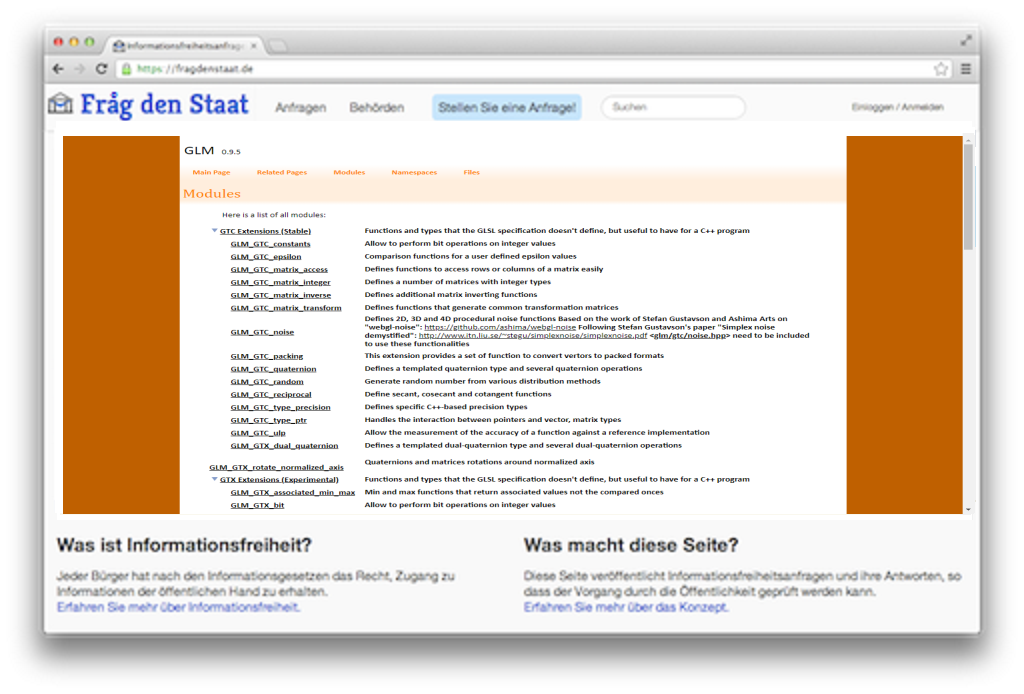 Informationsfreiheitsanfrage ×
https://fragdenstaat.de
Fråg den Staat Anfragen Behörden Stellen Sie eine Anfrage! Suchen Einloggen / Anmelden
GLM 0.9.5
Main Page Related Pages Modules Namespaces Files
Modules
Here is a list of all modules:
GTC Extensions (Stable) Functions and types that the GLSL specification doesn't define, but useful to have for a C++ program
GLM_GTC_constants Allow to perform bit operations on integer values
GLM_GTC_epsilon Comparison functions for a user defined epsilon values
GLM_GTC_matrix_access Defines functions to access rows or columns of a matrix easily
GLM_GTC_matrix_integer Defines a number of matrices with integer types
GLM_GTC_matrix_inverse Defines additional matrix inverting functions
GLM_GTC_matrix_transform Defines functions that generate common transformation matrices
GLM_GTC_noise Defines 2D, 3D and 4D procedural noise functions Based on the work of Stefan Gustavson and Ashima Arts on
"webgl-noise": https://github.com/ashima/webgl-noise Following Stefan Gustavson's paper "Simplex noise
demystified": http://www.itn.liu.se/~stegu/simplexnoise/simplexnoise.pdf <glm/gtc/noise.hpp> need to be included
to use these functionalities
GLM_GTC_packing This extension provides a set of function to convert vertors to packed formats
GLM_GTC_quaternion Defines a templated quaternion type and several quaternion operations
GLM_GTC_random Generate random number from various distribution methods
GLM_GTC_reciprocal Define secant, cosecant and cotangent functions
GLM_GTC_type_precision Defines specific C++-based precision types
GLM_GTC_type_ptr Handles the interaction between pointers and vector, matrix types
GLM_GTC_ulp Allow the measurement of the accuracy of a function against a reference implementation
GLM_GTX_dual_quaternion Defines a templated dual-quaternion type and several dual-quaternion operations
GLM_GTX_rotate_normalized_axis Quaternions and matrices rotations around normalized axis
GTX Extensions (Experimental) Functions and types that the GLSL specification doesn't define, but useful to have for a C++ program
GLM_GTX_associated_min_max Min and max functions that return associated values not the compared onces
GLM_GTX_bit Allow to perform bit operations on integer values
Was ist Informationsfreiheit?
Jeder Bürger hat nach den Informationsgesetzen das Recht, Zugang zu
Informationen der öffentlichen Hand zu erhalten.
Erfahren Sie mehr über Informationsfreiheit.
Was macht diese Seite?
Diese Seite veröffentlicht Informationsfreiheitsanfragen und ihre Antworten, so
dass der Vorgang durch die Öffentlichkeit geprüft werden kann.
Erfahren Sie mehr über das Konzept.